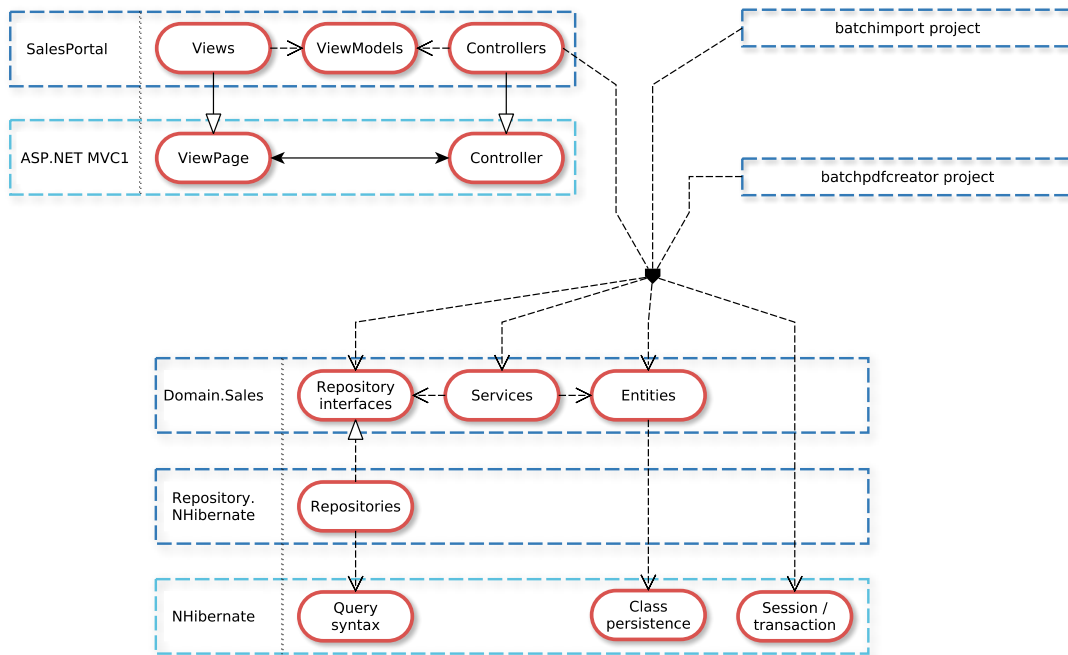 SalesPortal
Views
ViewModels
Controllers
batchimport project
ASP.NET MVC1
ViewPage
Controller
batchpdfcreator project
Domain.Sales
Repository
interfaces
Services
Entities
Repository.
NHibernate
Repositories
NHibernate
Query
syntax
Class
persistence
Session /
transaction